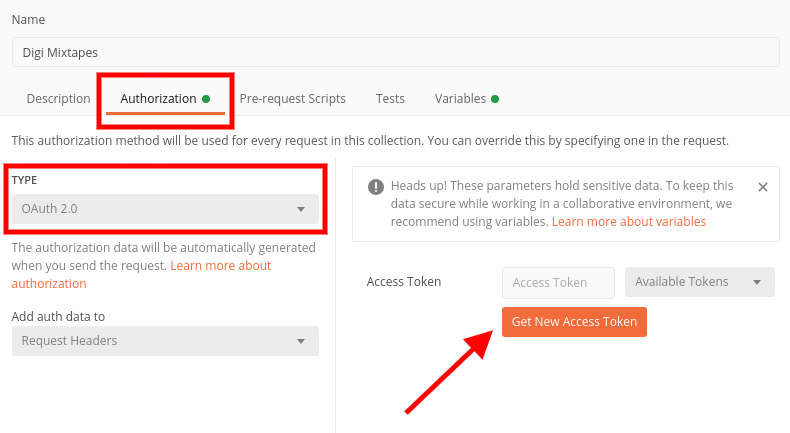 Name
Digi Mixtapes
Description Authorization Pre-request Scripts Tests Variables
This authorization method will be used for every request in this collection. You can override this by specifying one in the request.
TYPE
OAuth 2.0
The authorization data will be automatically generated
when you send the request. Learn more about
authorization
Add auth data to
Request Headers
Heads up! These parameters hold sensitive data. To keep this
data secure while working in a collaborative environment, we
recommend using variables. Learn more about variables
Access Token Access Token Available Tokens
Get New Access Token